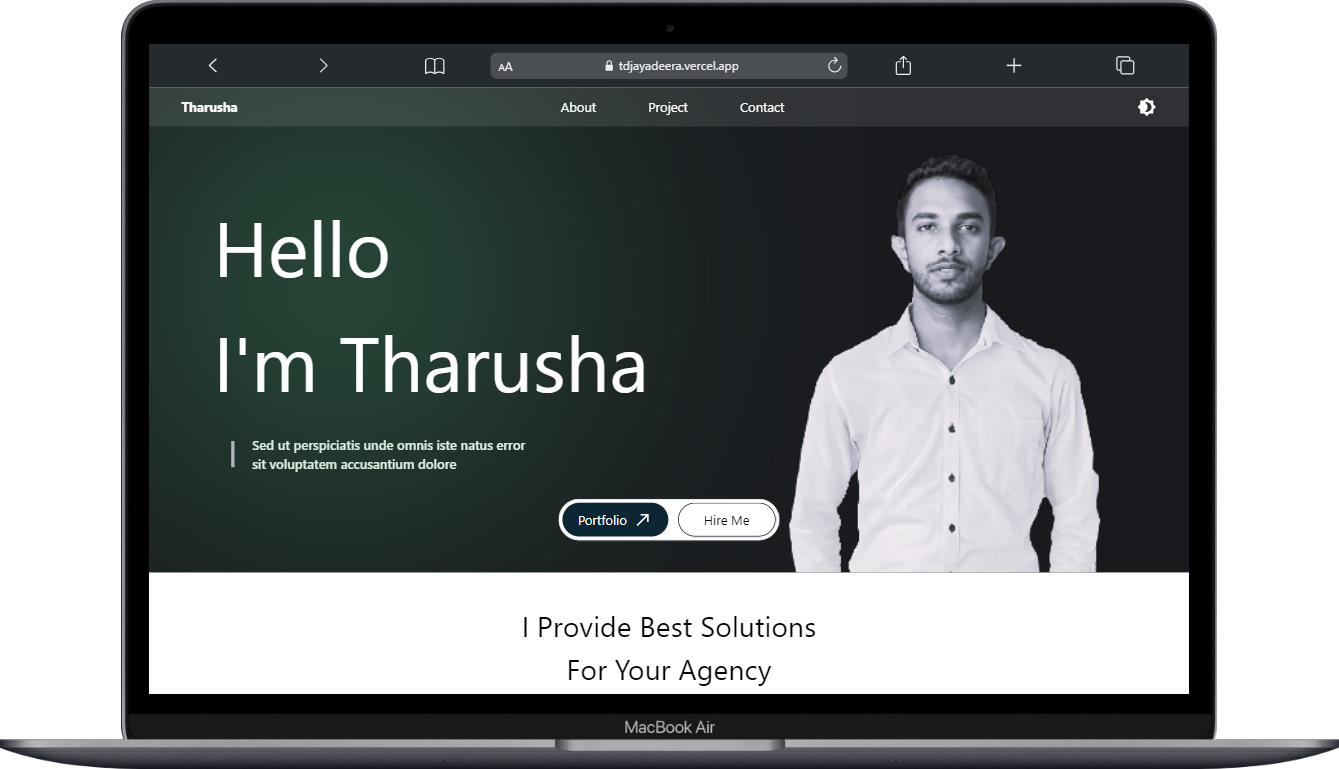 AA tdjayadeera.vercel.app
Tharusha About Project Contact
Hello
I'm Tharusha
Sed ut perspiciatis unde omnis iste natus error
sit voluptatem accusantium dolore
Portfolio Hire Me
I Provide Best Solutions
For Your Agency
MacBook Air